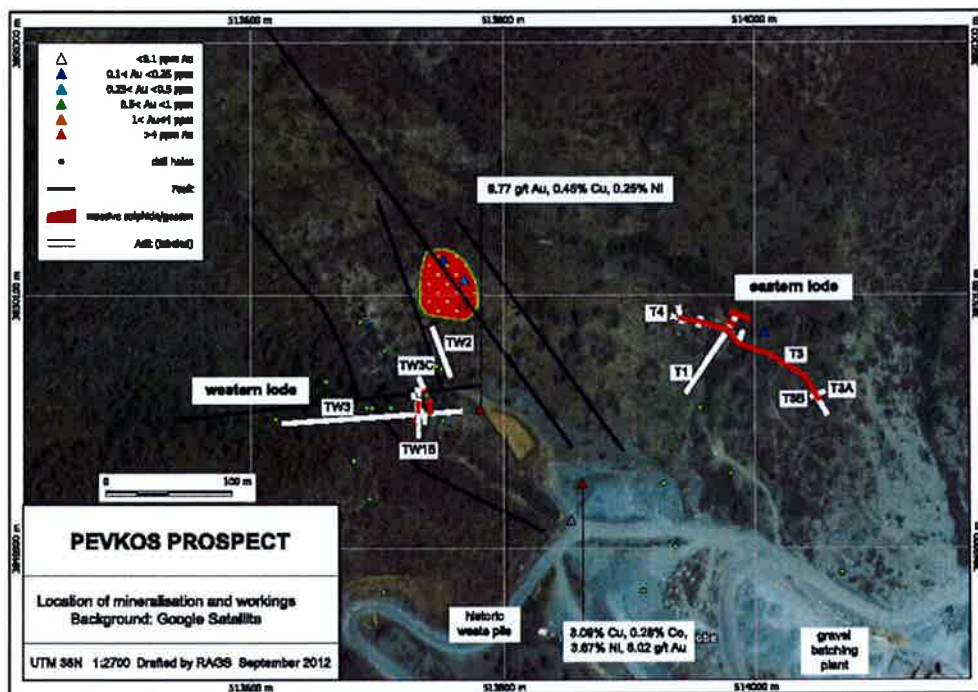 513600 m
513800 m
514000 m
<0.1 ppm Au
0.1< Au <0.25 ppm
0.25< Au <0.5 ppm
0.5< Au <1 ppm
1< Au<4 ppm
>4 ppm Au
drill holes
Fault
massive sulphide/gossan
Adit (labeled)
9.77 g/t Au, 0.45% Cu, 0.25% Ni
eastern lode
T4
T3
T1
T3A
T3B
TW2
TW3C
western lode
TW3
TW1B
0
100 m
PEVKOS PROSPECT
Location of mineralisation and workings
Background: Google Satellite
UTM 36N 1:2700 Drafted by RAGS September 2012
historic
waste pile
3.09% Cu, 0.28% Co,
3.67% Ni, 6.02 g/t Au
gravel
batching
plant
513600 m
514000 m